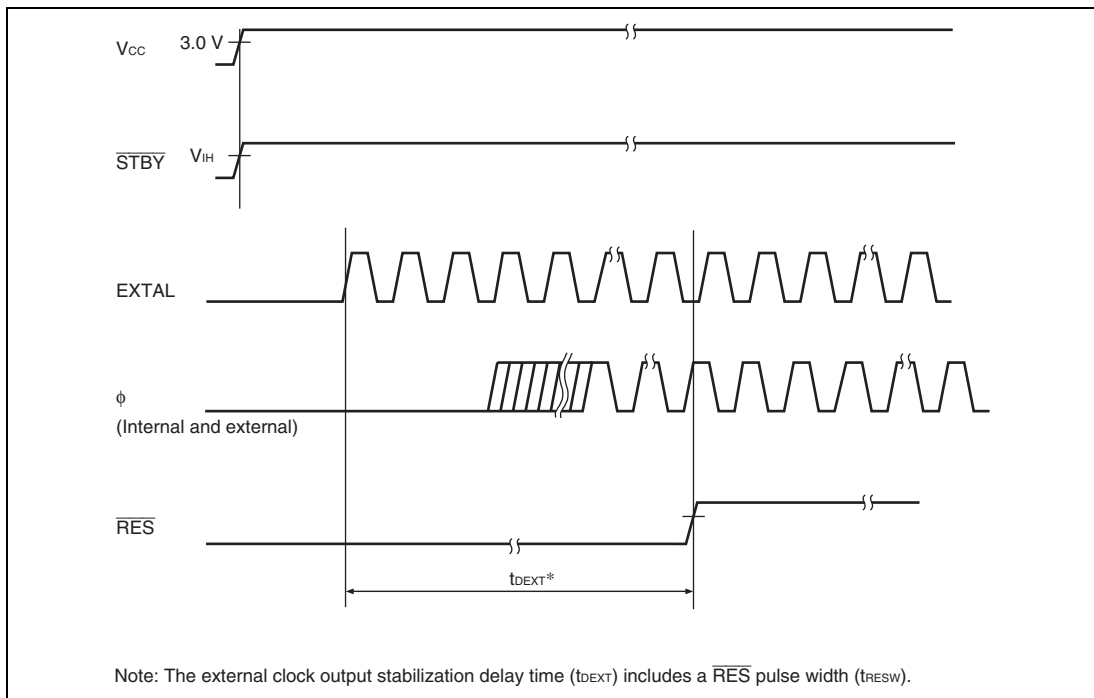 Vcc 3.0 V
STBY VIH
EXTAL
ϕ
(Internal and external)
RES
tDEXT*
Note: The external clock output stabilization delay time (tDEXT) includes a RES pulse width (tRESW).